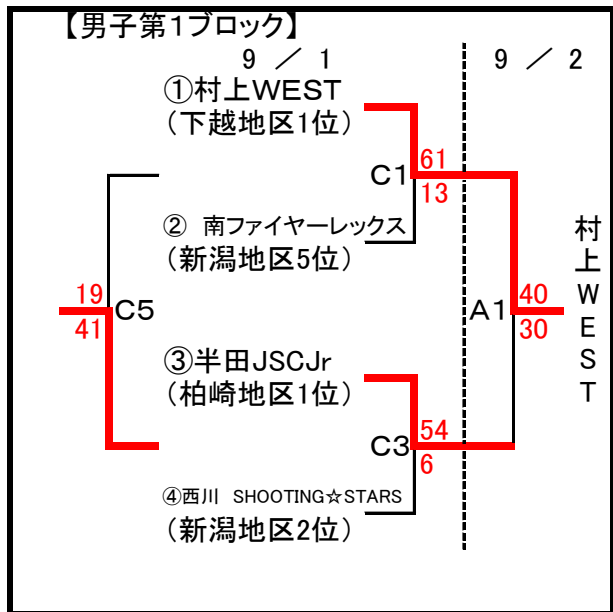 【男子第1ブロック】
9 ／ 1
9 ／ 2
①村上WEST
(下越地区1位)
61
C1
13
② 南ファイヤーレックス
(新潟地区5位)
19
C5
41
40
A1
30
村上WEST
③半田JSCJr
(柏崎地区1位)
54
C3
6
④西川 SHOOTING☆STARS
(新潟地区2位)